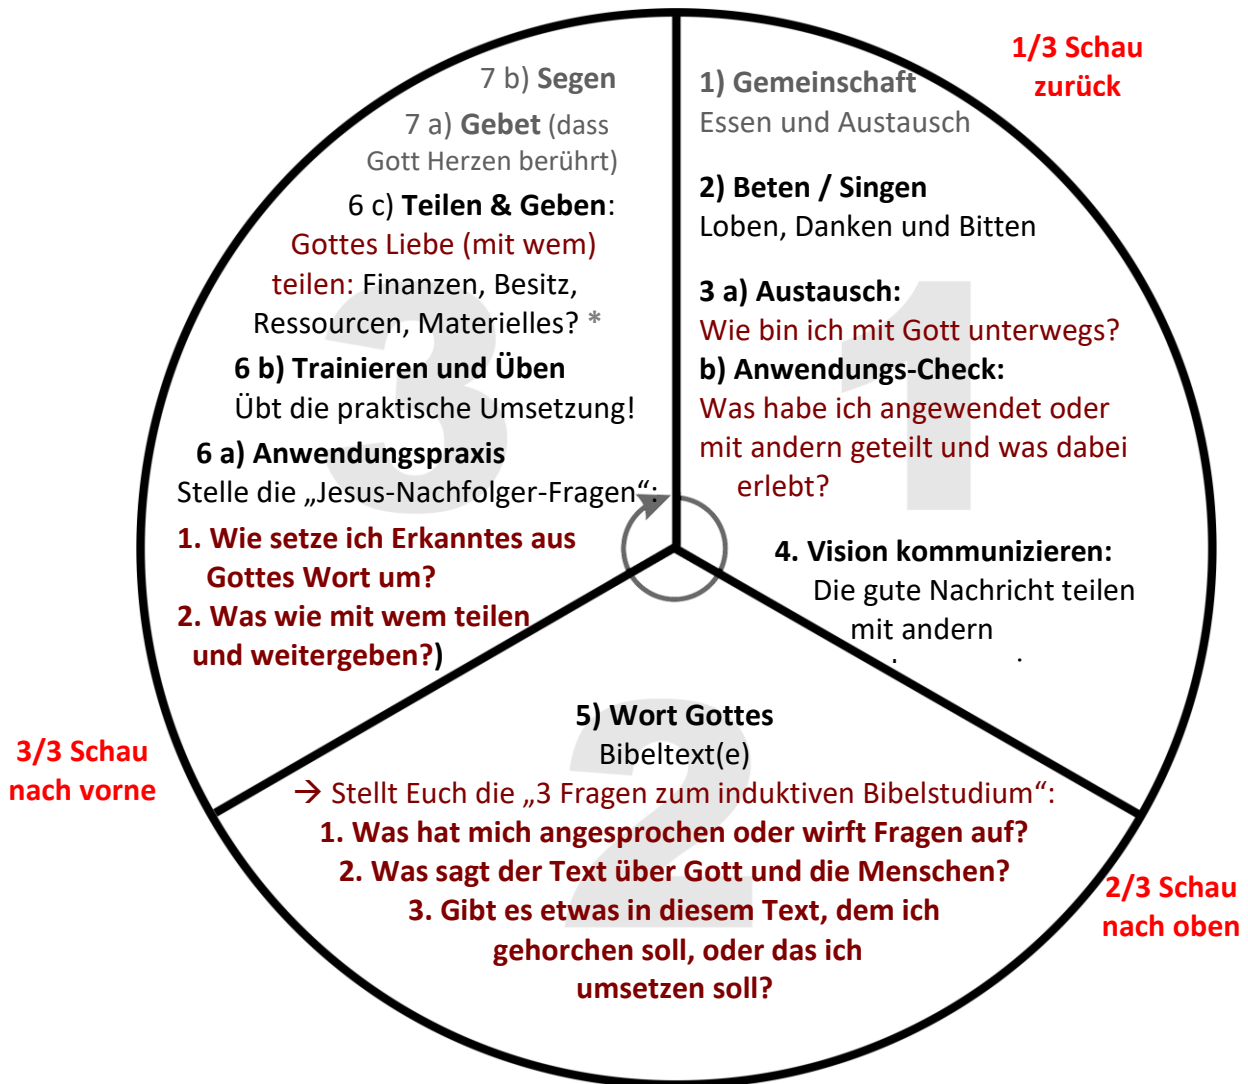 1/3 Schau
zurück
1) Gemeinschaft
Essen und Austausch
2) Beten / Singen
Loben, Danken und Bitten
3 a) Austausch:
Wie bin ich mit Gott unterwegs?
b) Anwendungs-Check:
Was habe ich angewendet oder
mit andern geteilt und was dabei
erlebt?
4. Vision kommunizieren:
Die gute Nachricht teilen
mit andern
1
2/3 Schau
nach oben
5) Wort Gottes
Bibeltext(e)
→ Stellt Euch die „3 Fragen zum induktiven Bibelstudium“:
1. Was hat mich angesprochen oder wirft Fragen auf?
2. Was sagt der Text über Gott und die Menschen?
3. Gibt es etwas in diesem Text, dem ich
gehorchen soll, oder das ich
umsetzen soll?
2
3/3 Schau
nach vorne
7 b) Segen
7 a) Gebet (dass
Gott Herzen berührt)
6 c) Teilen & Geben:
Gottes Liebe (mit wem)
teilen: Finanzen, Besitz,
Ressourcen, Materielles? *
6 b) Trainieren und Üben
Übt die praktische Umsetzung!
6 a) Anwendungspraxis
Stelle die „Jesus-Nachfolger-Fragen“:
1. Wie setze ich Erkanntes aus
Gottes Wort um?
2. Was wie mit wem teilen
und weitergeben?)
3